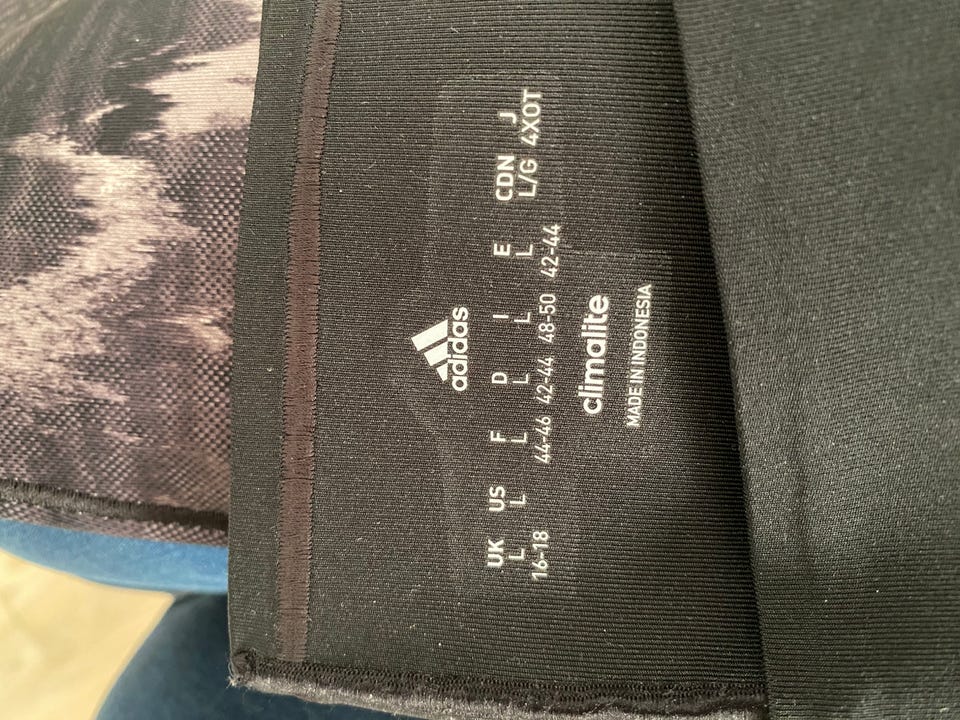 adidas
UK US F D I E CDN J
L L L L L L L/G 4XOT
16-18 44-46 42-44 48-50 42-44
climalite
MADE IN INDONESIA